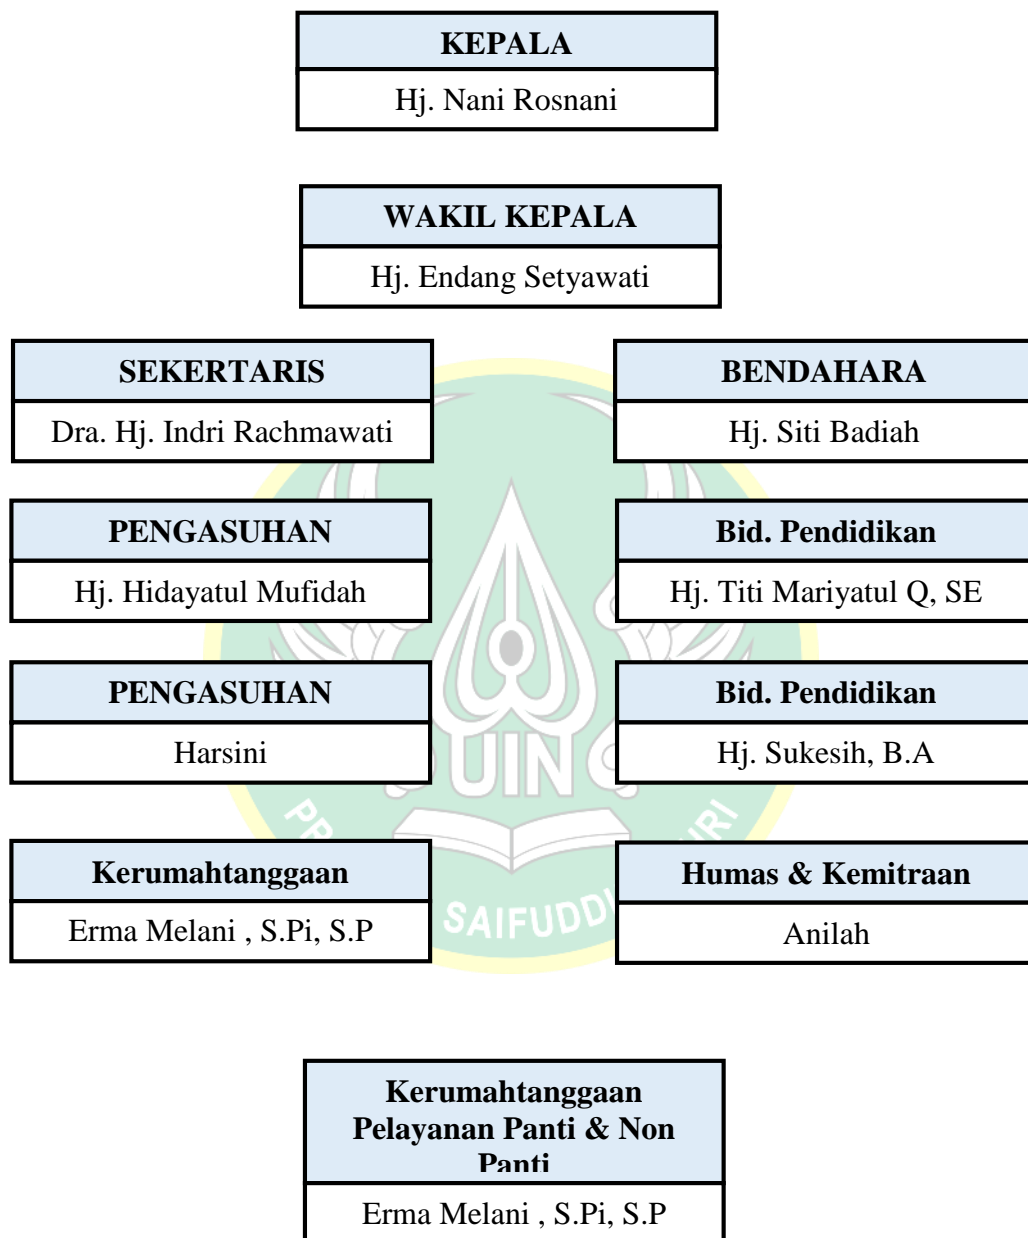 KEPALA
Hj. Nani Rosnani
WAKIL KEPALA
Hj. Endang Setyawati
SEKERTARIS
Dra. Hj. Indri Rachmawati
BENDAHARA
Hj. Siti Badiah
PENGASUHAN
Hj. Hidayatul Mufidah
Bid. Pendidikan
Hj. Titi Mariyatul Q, SE
PENGASUHAN
Harsini
Bid. Pendidikan
Hj. Sukesih, B.A
UIN
Kerumahtanggaan
Erma Melani , S.Pi, S.P
Humas & Kemitraan
Anilah
Kerumahtanggaan
Pelayanan Panti & Non
Panti
Erma Melani , S.Pi, S.P